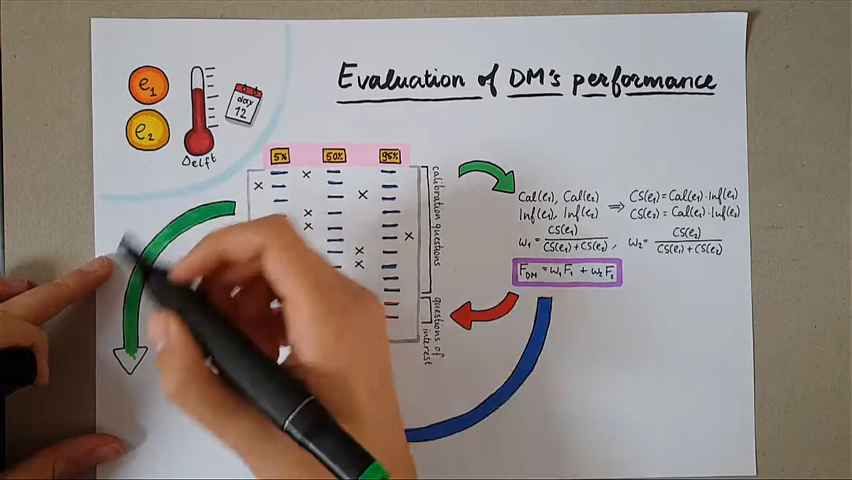 Evaluation of DM's performance
e₁
e₂
day
12
Delft
5% 50% 95%
calibration questions
questions of
interest
Cal(e₁), Cal(e₂)
Inf(e₁), Inf(e₂)
⇒
CS(e₁)=Cal(e₁)·Inf(e₁)
CS(e₂)=Cal(e₂)·Inf(e₂)
w₁ = CS(e₁) / CS(e₁)+CS(e₂) , w₂ = CS(e₂) / CS(e₁)+CS(e₂)
F_DM = w₁F₁ + w₂F₂